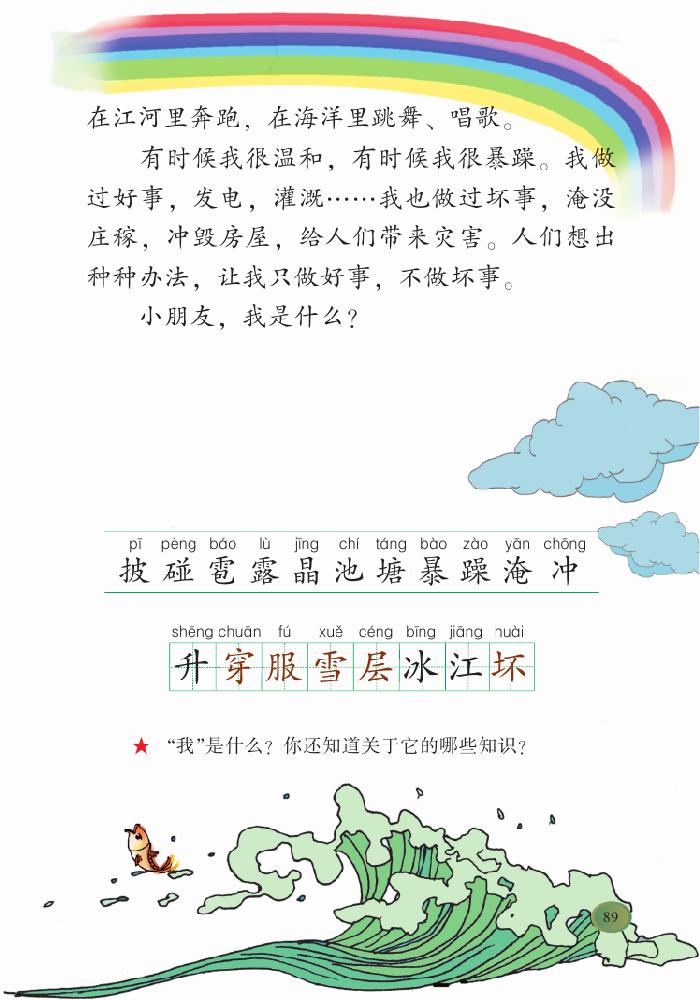 在江河里奔跑，在海洋里跳舞、唱歌。
有时候我很温和，有时候我很暴躁。我做
过好事，发电，灌溉……我也做过坏事，淹没
庄稼，冲毁房屋，给人们带来灾害。人们想出
种种办法，让我只做好事，不做坏事。
小朋友，我是什么？
pī pèng báo lù jīng chí táng bào zào yān chōng
披 碰 雹 露 晶 池 塘 暴 躁 淹 冲
shēng chuān fú xuě céng bīng jiāng huài
升 穿 服 雪 层 冰 江 坏
★ “我”是什么？你还知道关于它的哪些知识？
89